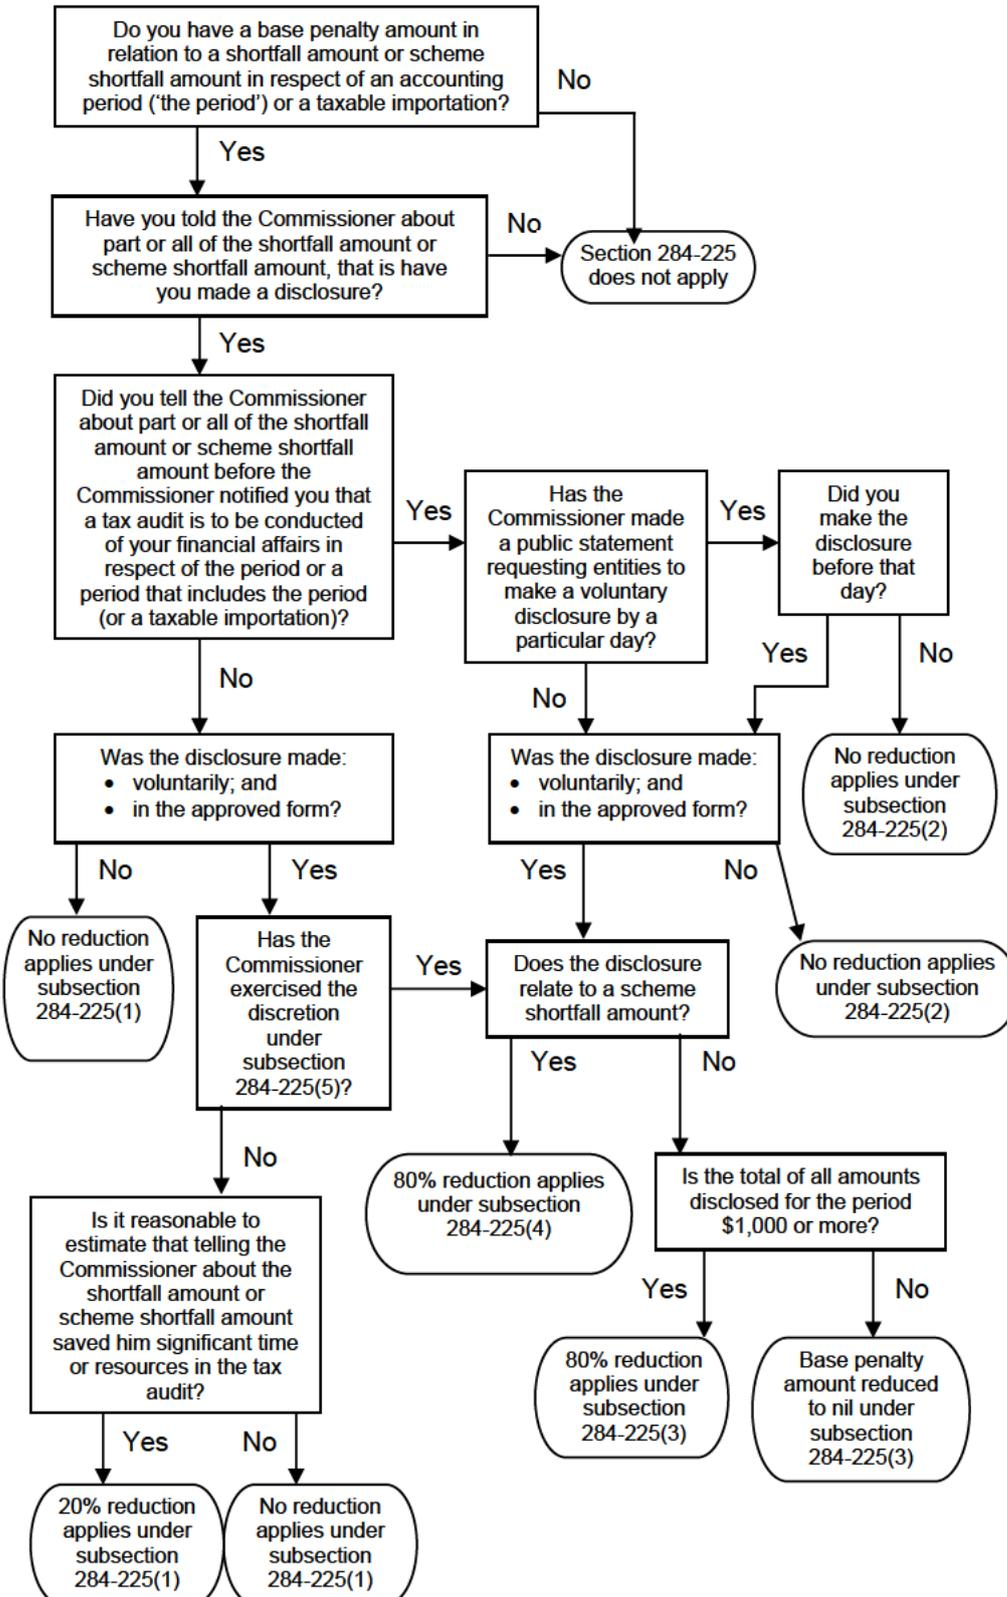 Do you have a base penalty amount in
relation to a shortfall amount or scheme
shortfall amount in respect of an accounting
period (‘the period’) or a taxable importation?
No
Yes
Have you told the Commissioner about
part or all of the shortfall amount or
scheme shortfall amount, that is have
you made a disclosure?
No
Section 284-225
does not apply
Yes
Did you tell the Commissioner
about part or all of the shortfall
amount or scheme shortfall
amount before the
Commissioner notified you that
a tax audit is to be conducted
of your financial affairs in
respect of the period or a
period that includes the period
(or a taxable importation)?
Yes
Has the
Commissioner made
a public statement
requesting entities to
make a voluntary
disclosure by a
particular day?
Yes
Did you
make the
disclosure
before that
day?
No
No
Yes
No
Was the disclosure made:
• voluntarily; and
• in the approved form?
Was the disclosure made:
• voluntarily; and
• in the approved form?
No reduction
applies under
subsection
284-225(2)
No
Yes
Yes
No
No reduction
applies under
subsection
284-225(1)
Has the
Commissioner
exercised the
discretion
under
subsection
284-225(5)?
Yes
Does the disclosure
relate to a scheme
shortfall amount?
No reduction applies
under subsection
284-225(2)
No
Yes
No
80% reduction applies
under subsection
284-225(4)
Is the total of all amounts
disclosed for the period
$1,000 or more?
Is it reasonable to
estimate that telling the
Commissioner about the
shortfall amount or
scheme shortfall amount
saved him significant time
or resources in the tax
audit?
Yes
No
80% reduction
applies under
subsection
284-225(3)
Base penalty
amount reduced
to nil under
subsection
284-225(3)
Yes
No
20% reduction
applies under
subsection
284-225(1)
No reduction
applies under
subsection
284-225(1)